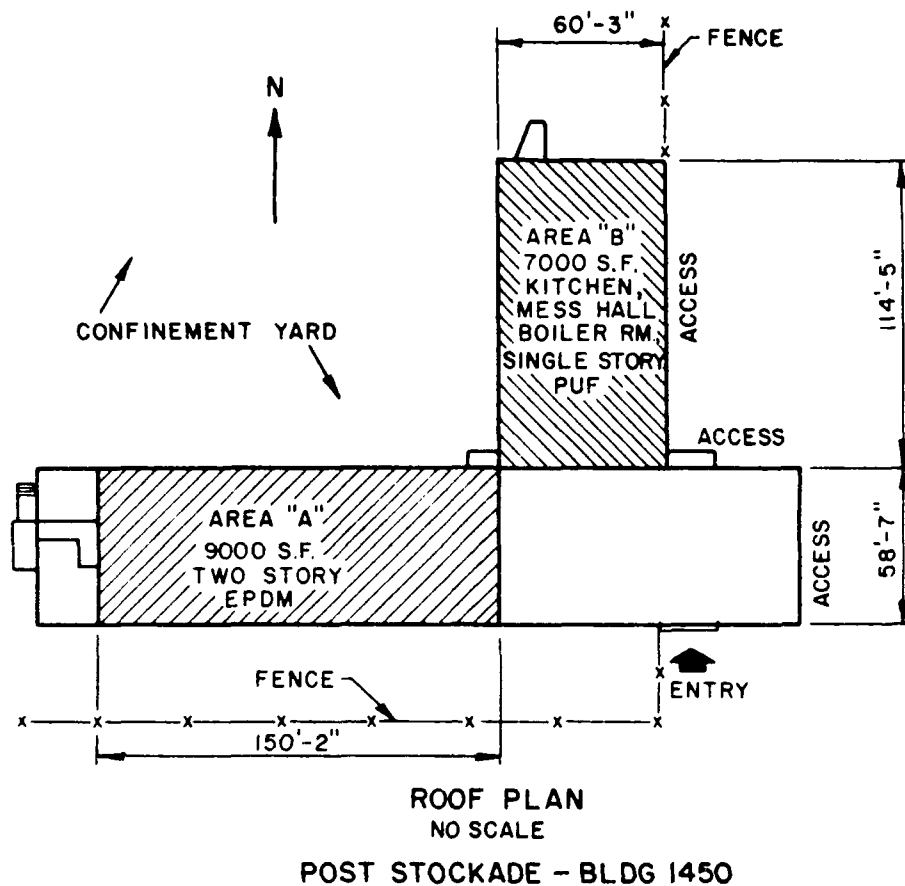 60'-3"
FENCE
N
AREA "B"
7000 S.F.
KITCHEN,
MESS HALL
BOILER RM.
SINGLE STORY
PUF
ACCESS
114'-5"
CONFINEMENT YARD
ACCESS
AREA "A"
9000 S.F.
TWO STORY
EPDM
ACCESS
58'-7"
FENCE
ENTRY
150'-2"
ROOF PLAN
NO SCALE
POST STOCKADE - BLDG 1450